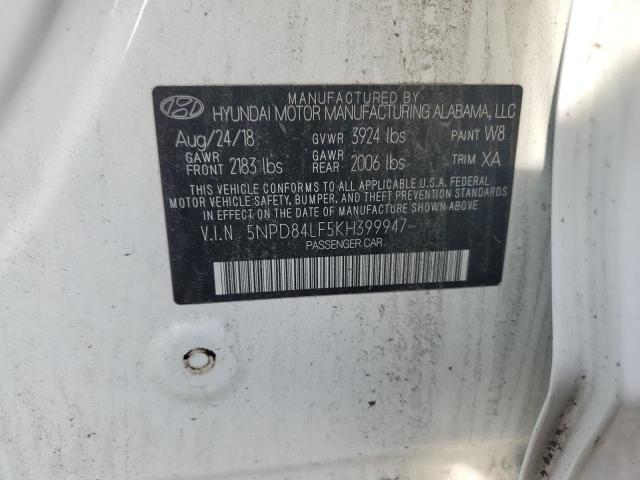 MANUFACTURED BY
HYUNDAI MOTOR MANUFACTURING ALABAMA, LLC
Aug/24/18 GVWR 3924 lbs PAINT W8
GAWR FRONT 2183 lbs GAWR REAR 2006 lbs TRIM XA
THIS VEHICLE CONFORMS TO ALL APPLICABLE U.S.A. FEDERAL
MOTOR VEHICLE SAFETY, BUMPER, AND THEFT PREVENTION
STANDARDS IN EFFECT ON THE DATE OF MANUFACTURE SHOWN ABOVE.
V.I.N 5NPD84LF5KH399947
PASSENGER CAR